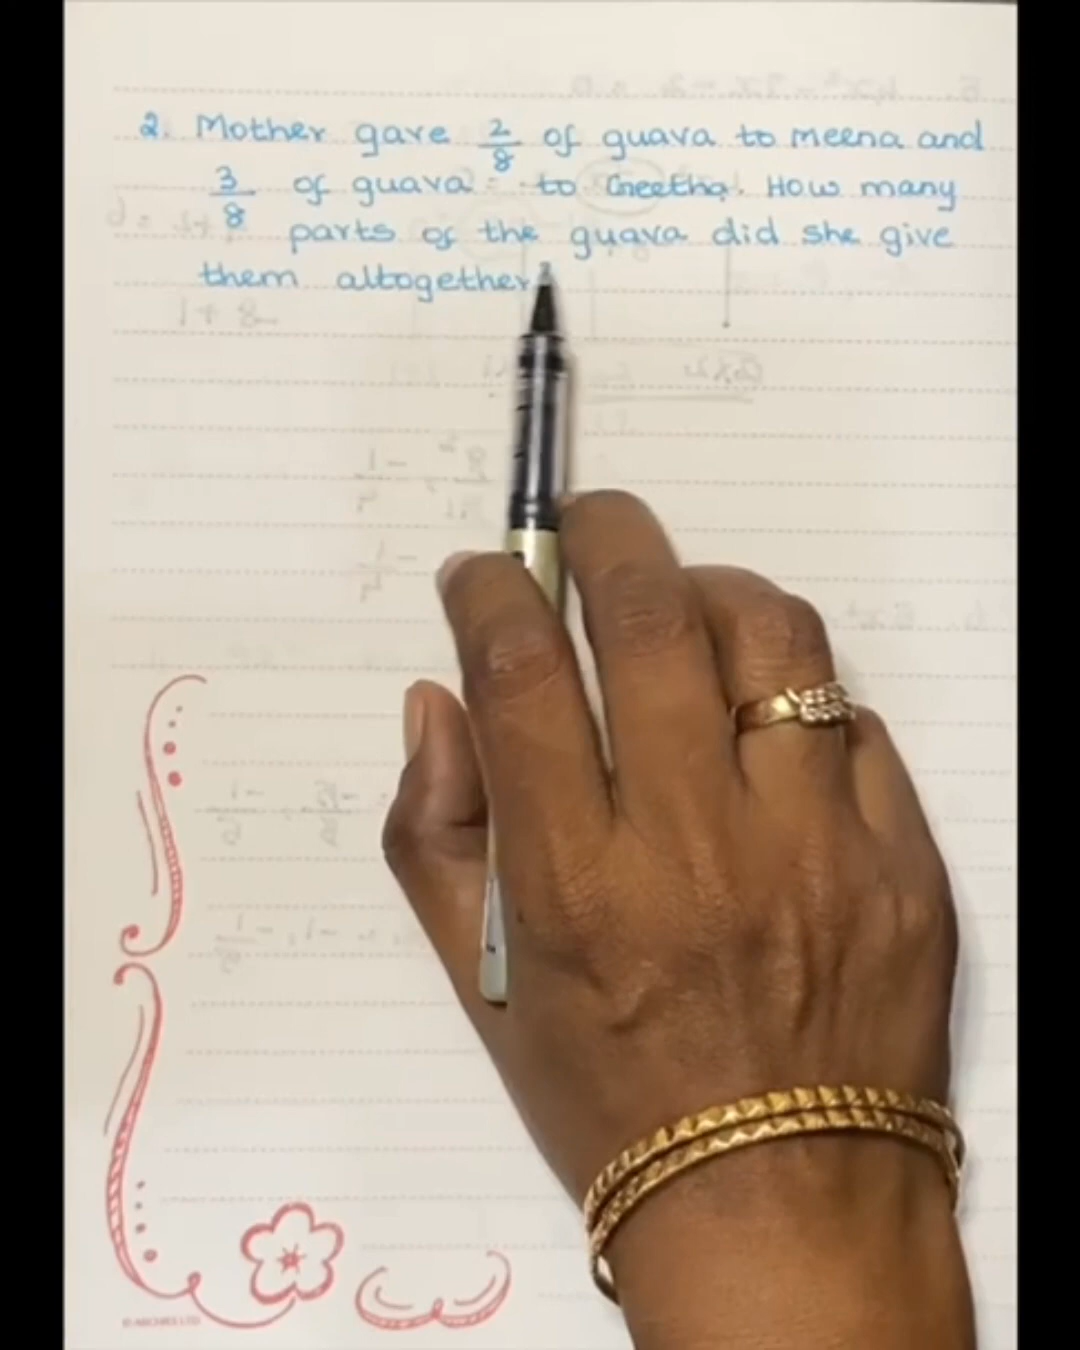 2. Mother gave 2/8 of guava to Meena and
3/8 of guava to Geetha. How many
parts of the guava did she give
them altogether?